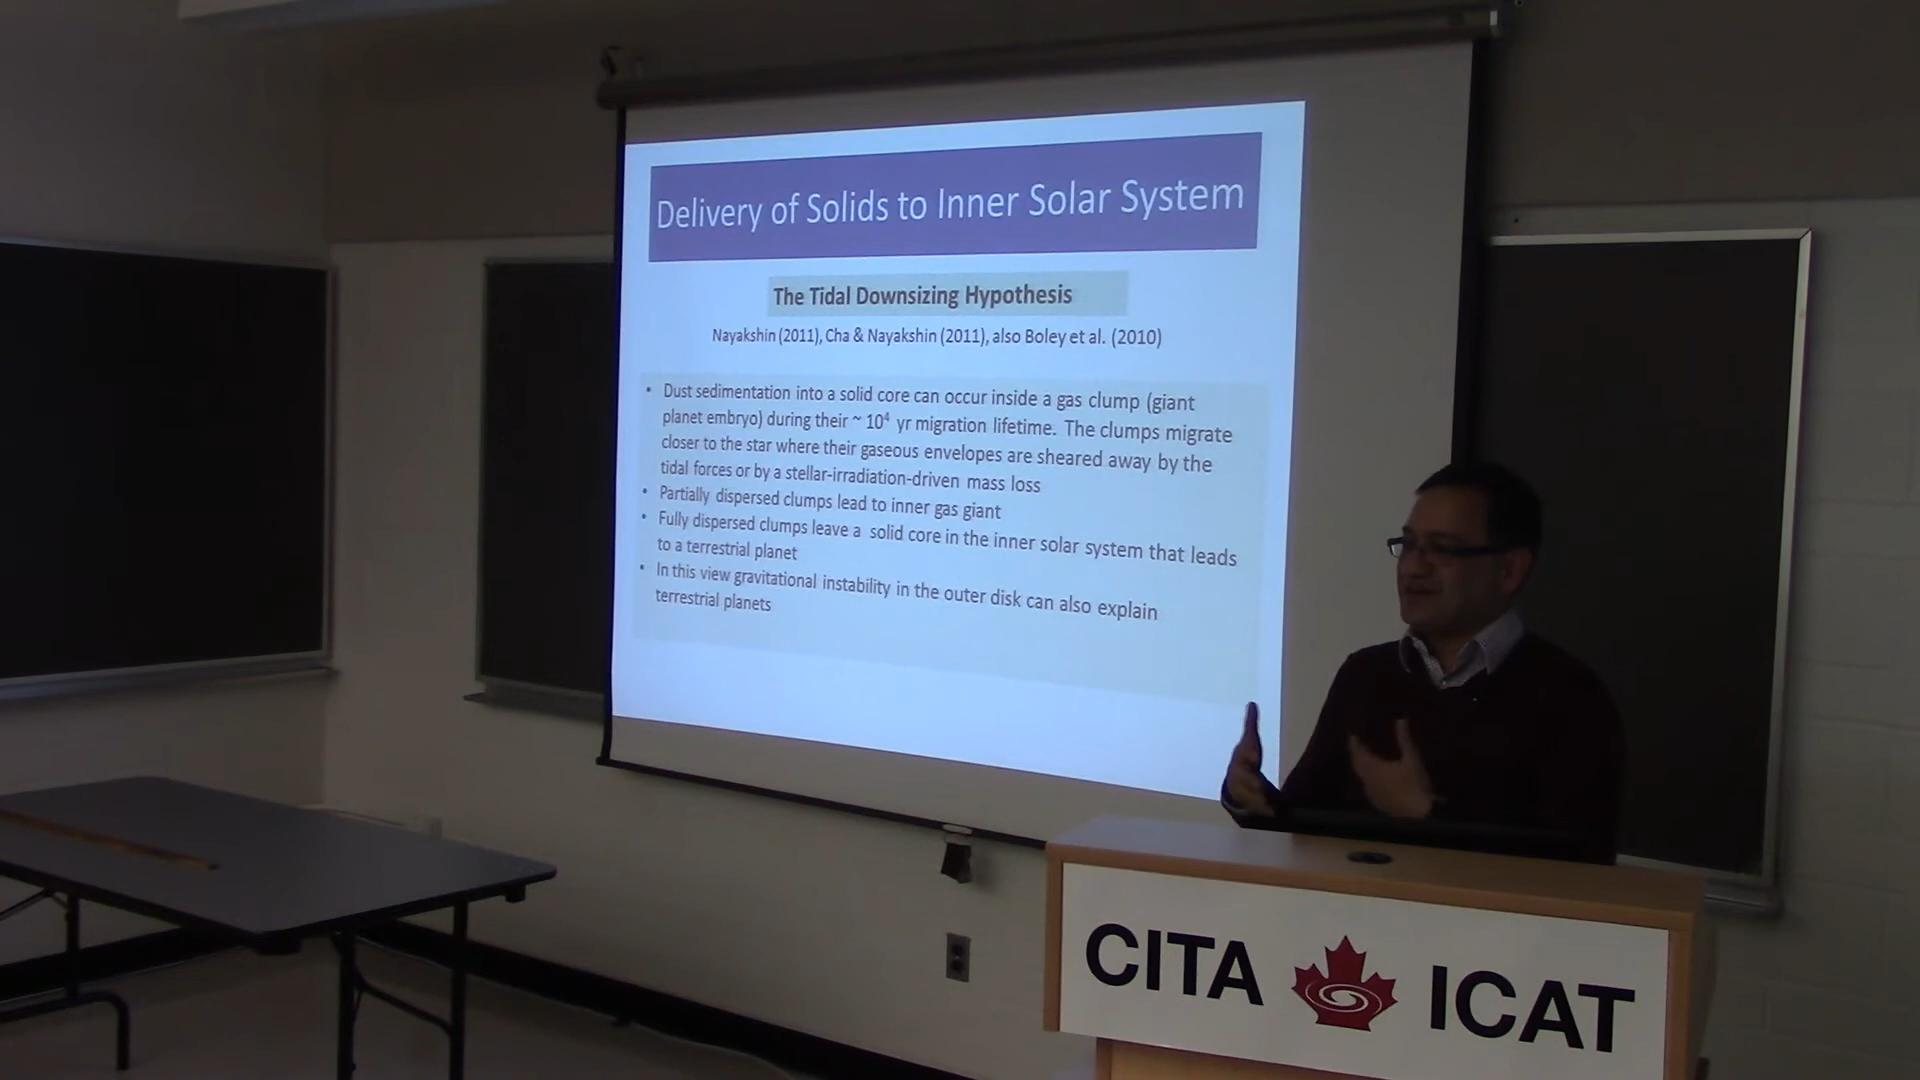 Delivery of Solids to Inner Solar System
The Tidal Downsizing Hypothesis
Nayakshin (2011), Cha & Nayakshin (2011), also Boley et al. (2010)
• Dust sedimentation into a solid core can occur inside a gas clump (giant
planet embryo) during their ~ 10⁴ yr migration lifetime. The clumps migrate
closer to the star where their gaseous envelopes are sheared away by the
tidal forces or by a stellar-irradiation-driven mass loss
• Partially dispersed clumps lead to inner gas giant
• Fully dispersed clumps leave a solid core in the inner solar system that leads
to a terrestrial planet
• In this view gravitational instability in the outer disk can also explain
terrestrial planets
CITA ICAT